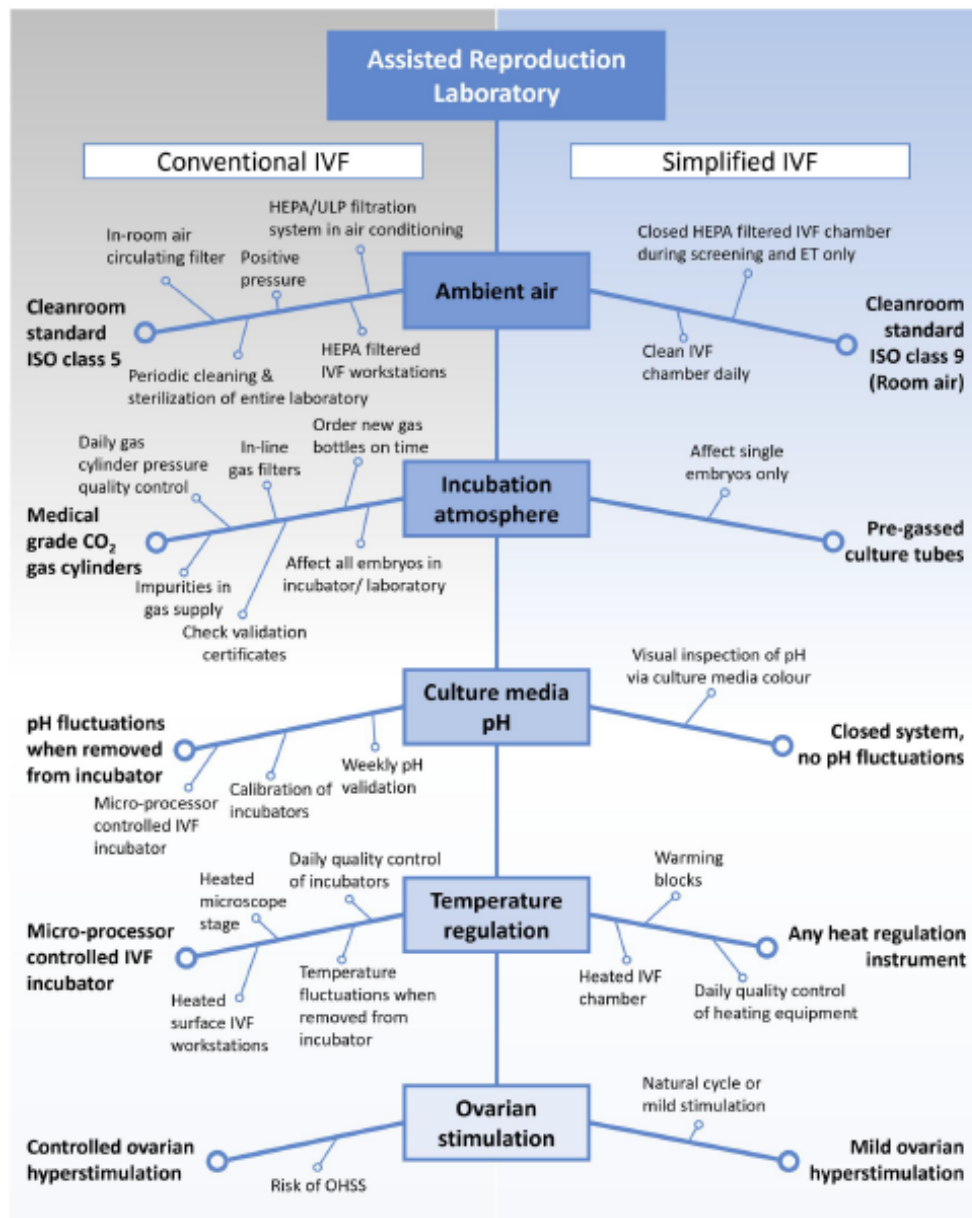 Assisted Reproduction
Laboratory
Conventional IVF
Simplified IVF
HEPA/ULP filtration
system in air conditioning
In-room air
circulating filter
Positive
pressure
Cleanroom
standard
ISO class 5
HEPA filtered
IVF workstations
Periodic cleaning &
sterilization of entire laboratory
Ambient air
Closed HEPA filtered IVF chamber
during screening and ET only
Clean IVF
chamber daily
Cleanroom
standard
ISO class 9
(Room air)
Order new gas
bottles on time
Daily gas
cylinder pressure
quality control
In-line
gas filters
Medical
grade CO₂
gas cylinders
Impurities in
gas supply
Affect all embryos in
incubator/ laboratory
Check validation
certificates
Incubation
atmosphere
Affect single
embryos only
Pre-gassed
culture tubes
Culture media
pH
pH fluctuations
when removed
from incubator
Weekly pH
validation
Calibration of
incubators
Micro-processor
controlled IVF
incubator
Visual inspection of pH
via culture media colour
Closed system,
no pH fluctuations
Daily quality control
of incubators
Heated
microscope
stage
Micro-processor
controlled IVF
incubator
Heated
surface IVF
workstations
Temperature
fluctuations when
removed from
incubator
Temperature
regulation
Warming
blocks
Any heat regulation
instrument
Heated IVF
chamber
Daily quality control
of heating equipment
Ovarian
stimulation
Controlled ovarian
hyperstimulation
Risk of OHSS
Natural cycle or
mild stimulation
Mild ovarian
hyperstimulation